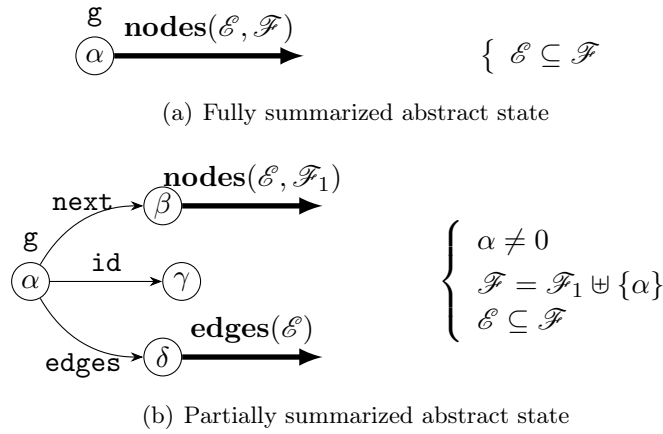 g
nodes(ℰ, ℱ)
α
{ ℰ ⊆ ℱ
(a) Fully summarized abstract state
nodes(ℰ, ℱ₁)
next
β
g
α ≠ 0
id
α
γ
ℱ = ℱ₁ ⊎ {α}
edges(ℰ)
ℰ ⊆ ℱ
edges
δ
(b) Partially summarized abstract state